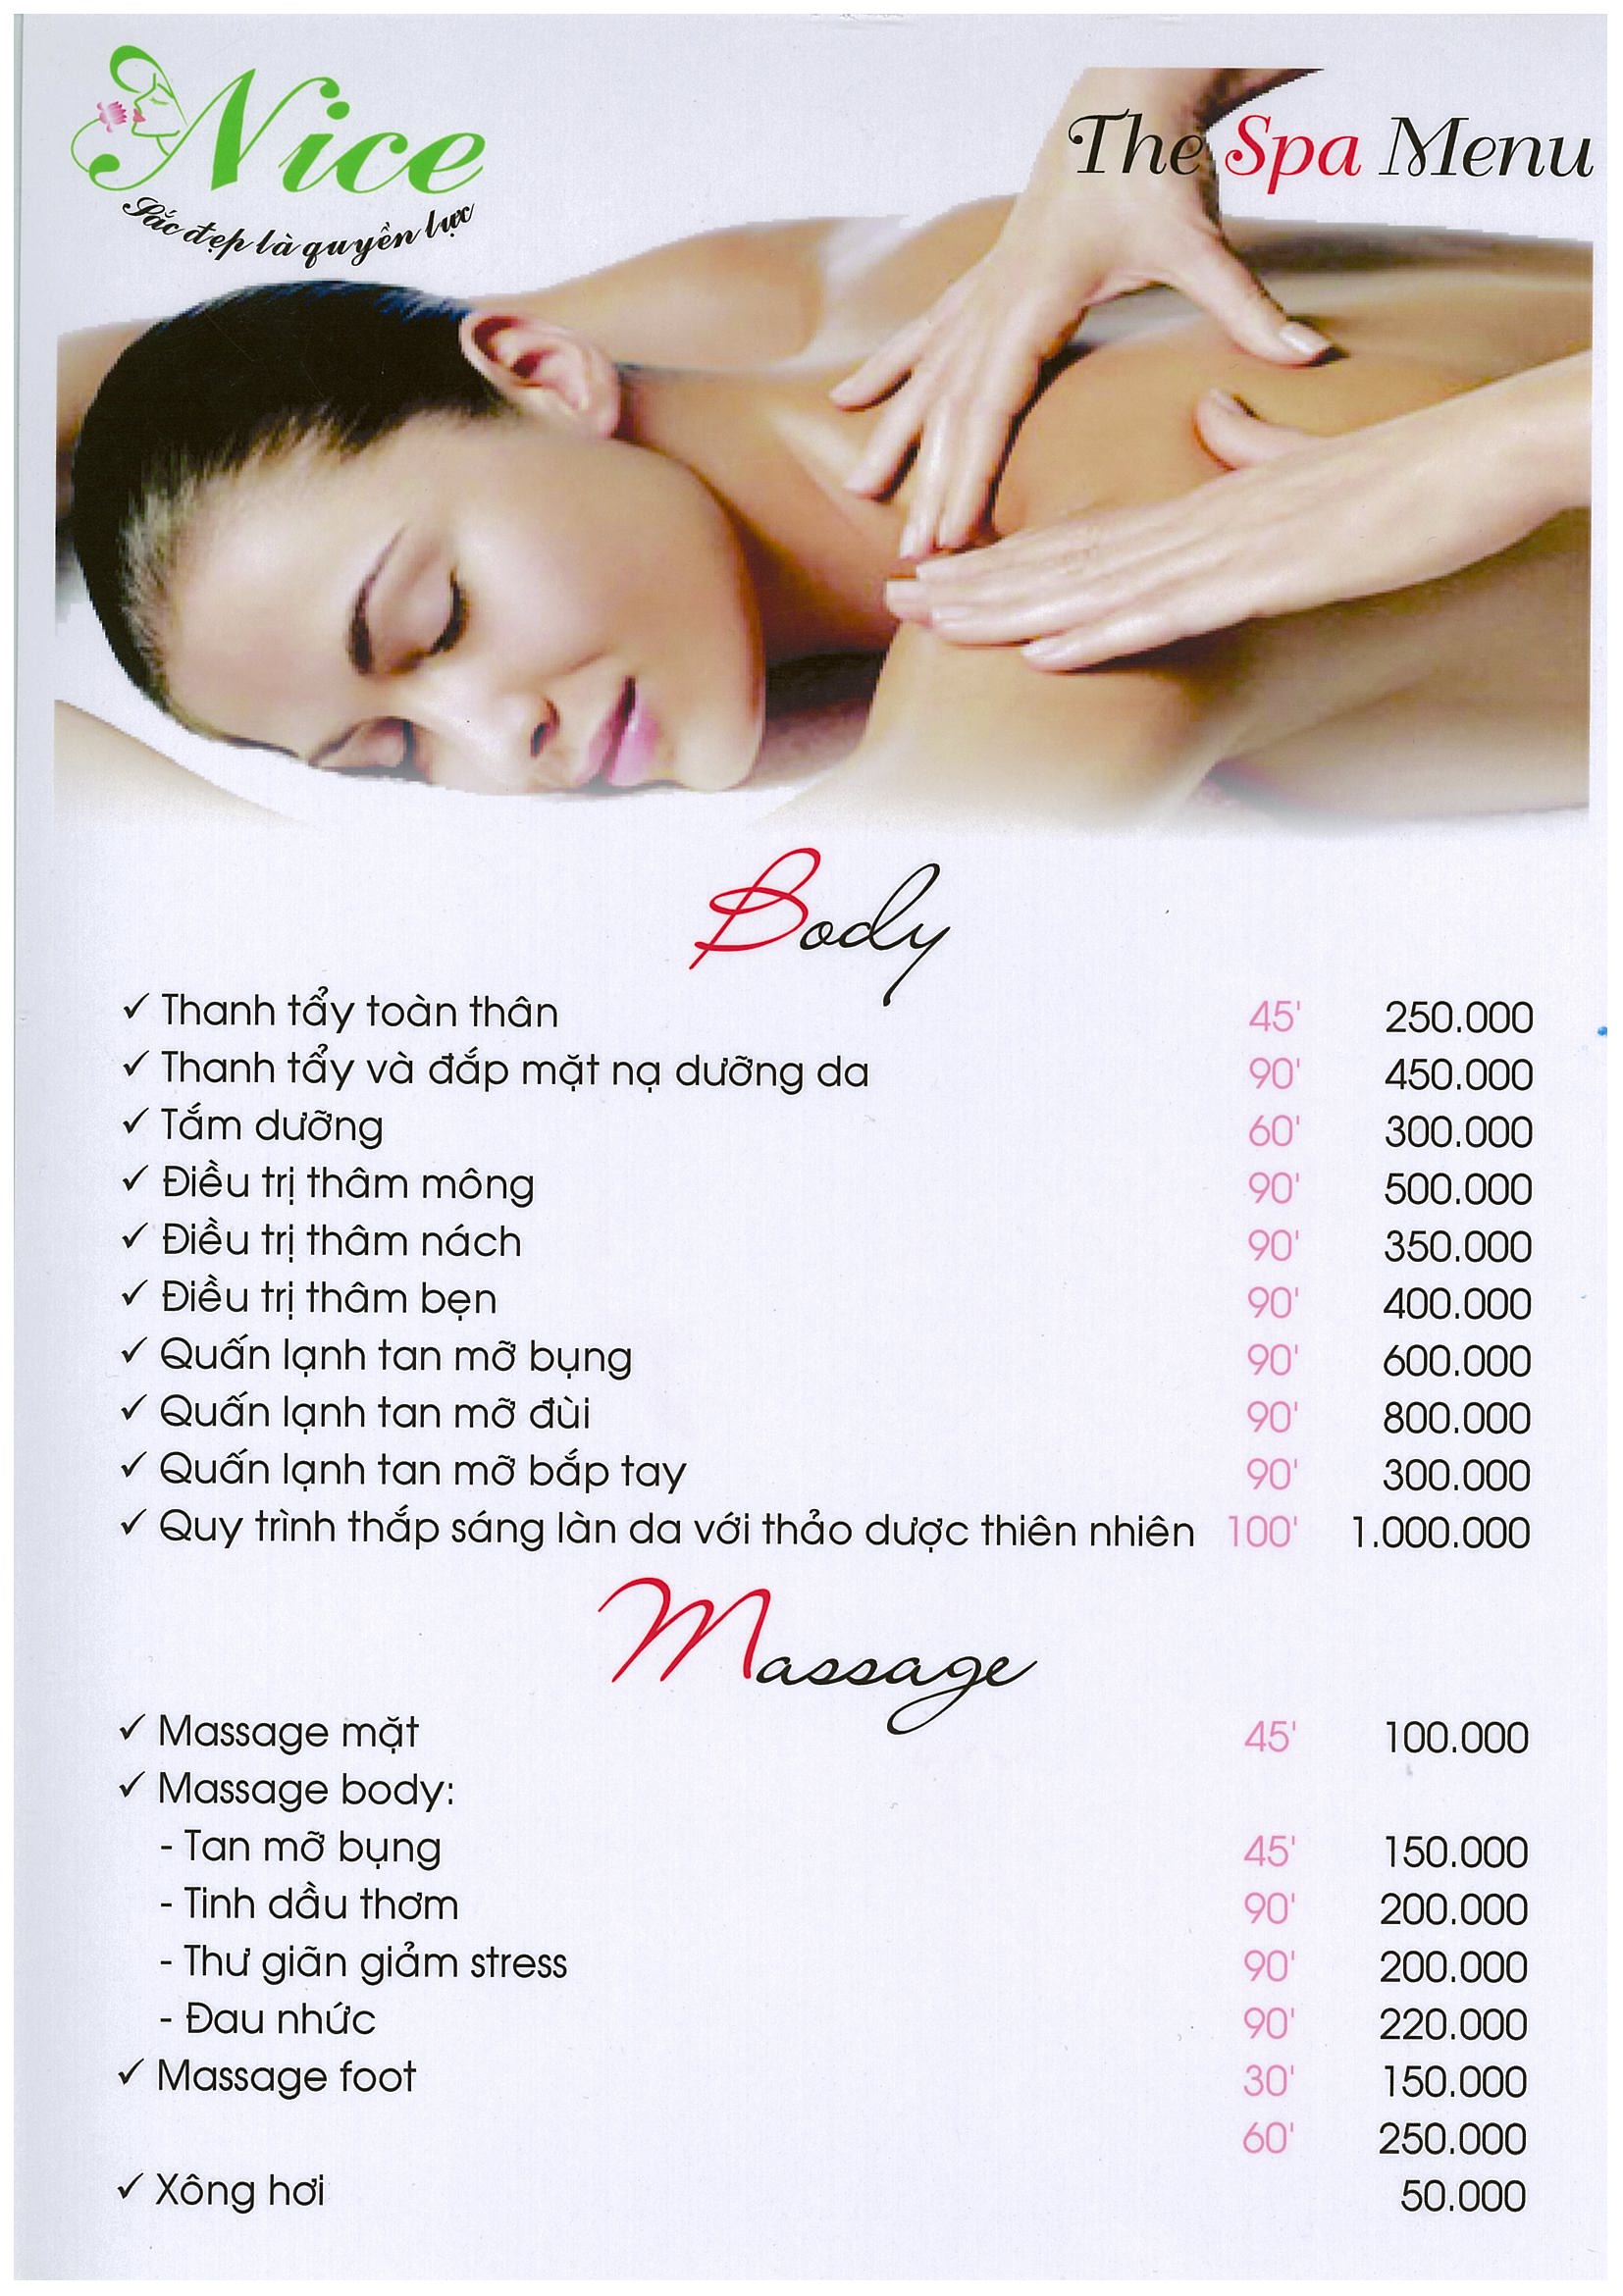 Nice
Sắc đẹp là quyền lực
The Spa Menu
Body
✓ Thanh tẩy toàn thân 45' 250.000
✓ Thanh tẩy và đắp mặt nạ dưỡng da 90' 450.000
✓ Tắm dưỡng 60' 300.000
✓ Điều trị thâm mông 90' 500.000
✓ Điều trị thâm nách 90' 350.000
✓ Điều trị thâm bẹn 90' 400.000
✓ Quấn lạnh tan mỡ bụng 90' 600.000
✓ Quấn lạnh tan mỡ đùi 90' 800.000
✓ Quấn lạnh tan mỡ bắp tay 90' 300.000
✓ Quy trình thắp sáng làn da với thảo dược thiên nhiên 100' 1.000.000
Massage
✓ Massage mặt 45' 100.000
✓ Massage body:
- Tan mỡ bụng 45' 150.000
- Tinh dầu thơm 90' 200.000
- Thư giãn giảm stress 90' 200.000
- Đau nhức 90' 220.000
✓ Massage foot 30' 150.000
60' 250.000
✓ Xông hơi 50.000